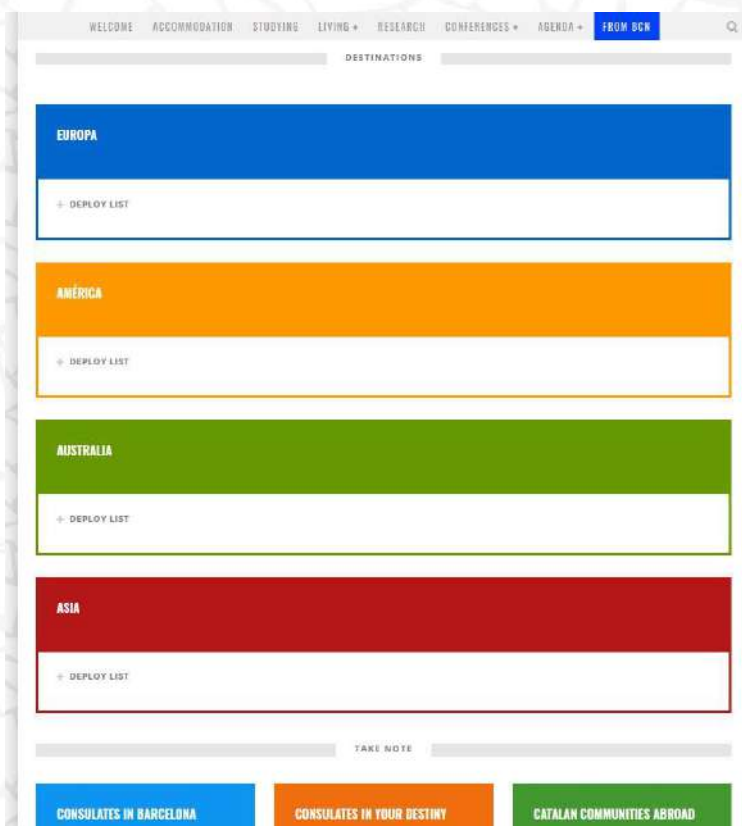 WELCOME ACCOMMODATION STUDYING LIVING + RESEARCH CONFERENCES + AGENDA + FROM BCN
DESTINATIONS
EUROPA
+ DEPLOY LIST
AMÉRICA
+ DEPLOY LIST
AUSTRALIA
+ DEPLOY LIST
ASIA
+ DEPLOY LIST
TAKE NOTE
CONSULATES IN BARCELONA CONSULATES IN YOUR DESTINY CATALAN COMMUNITIES ABROAD